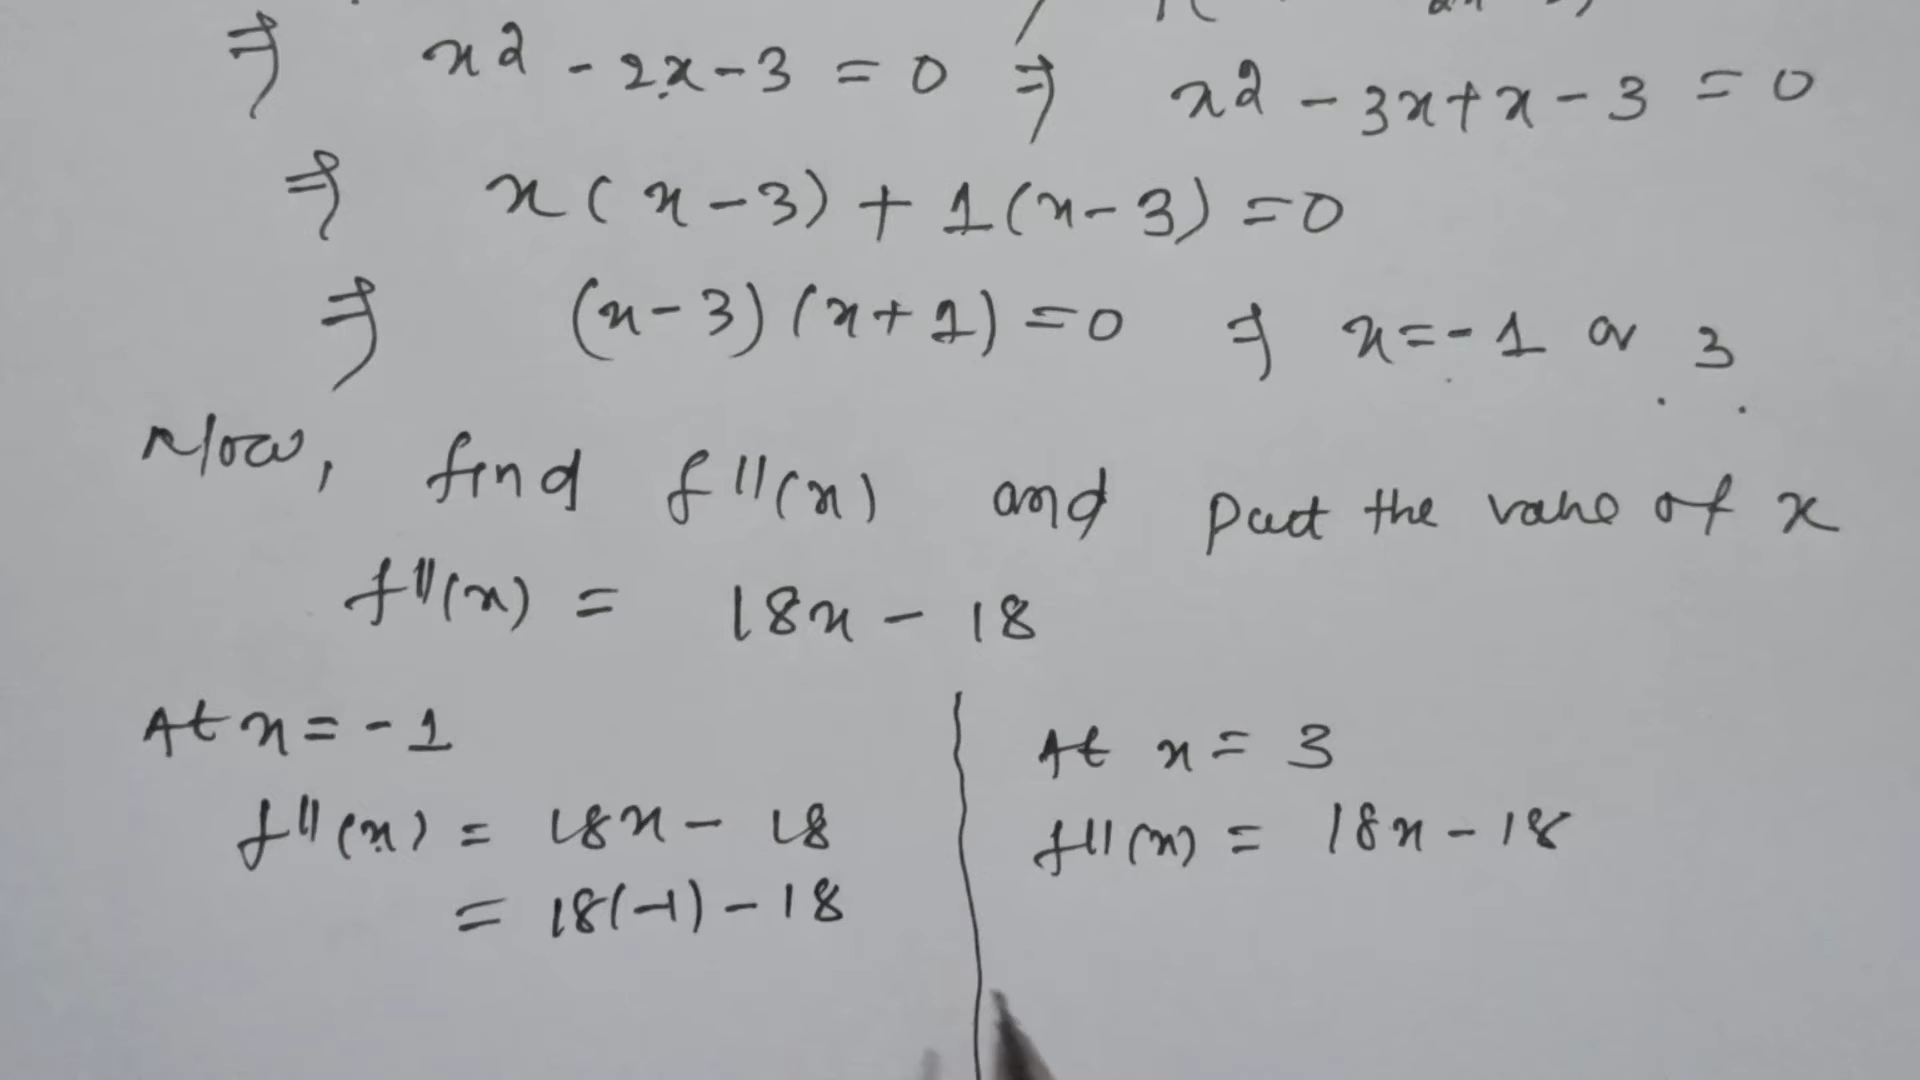 ⇒ x2 - 2x - 3 = 0 ⇒ x2 - 3x + x - 3 = 0
⇒ x(x-3) + 1(x-3) = 0
⇒ (x-3)(x+1) = 0 ⇒ x = -1 or 3
Now, find f''(x) and put the value of x
f''(x) = 18x - 18
At x = -1
f''(x) = 18x - 18
= 18(-1) - 18
At x = 3
f''(x) = 18x - 18